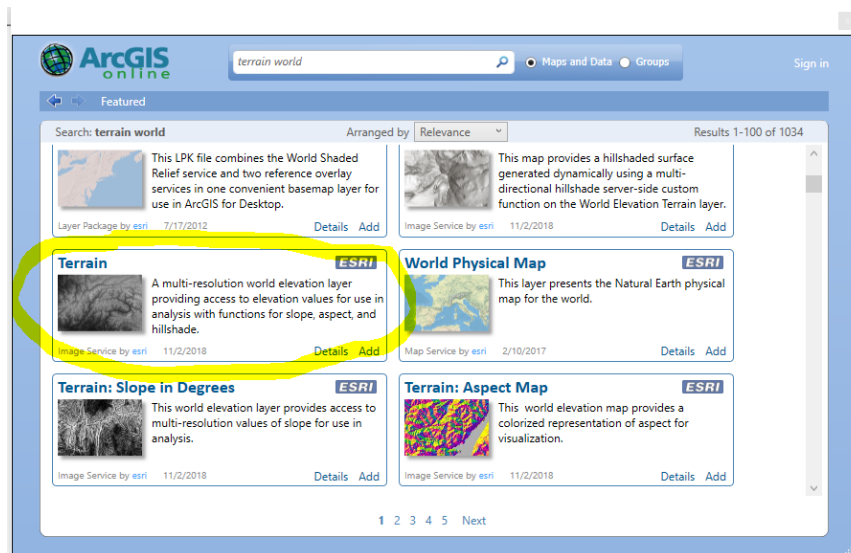 ArcGIS
online
terrain world
Maps and Data
Groups
Sign in
Featured
Search: terrain world
Arranged by
Relevance
Results 1-100 of 1034
This LPK file combines the World Shaded
Relief service and two reference overlay
services in one convenient basemap layer for
use in ArcGIS for Desktop.
Layer Package by esri 7/17/2012
Details Add
This map provides a hillshaded surface
generated dynamically using a multi-
directional hillshade server-side custom
function on the World Elevation Terrain layer.
Image Service by esri 11/2/2018
Details Add
Terrain
ESRI
A multi-resolution world elevation layer
providing access to elevation values for use in
analysis with functions for slope, aspect, and
hillshade.
Image Service by esri 11/2/2018
Details Add
World Physical Map
ESRI
This layer presents the Natural Earth physical
map for the world.
Map Service by esri 2/10/2017
Details Add
Terrain: Slope in Degrees
ESRI
This world elevation layer provides access to
multi-resolution values of slope for use in
analysis.
Image Service by esri 11/2/2018
Details Add
Terrain: Aspect Map
ESRI
This world elevation map provides a
colorized representation of aspect for
visualization.
Image Service by esri 11/2/2018
Details Add
1 2 3 4 5 Next